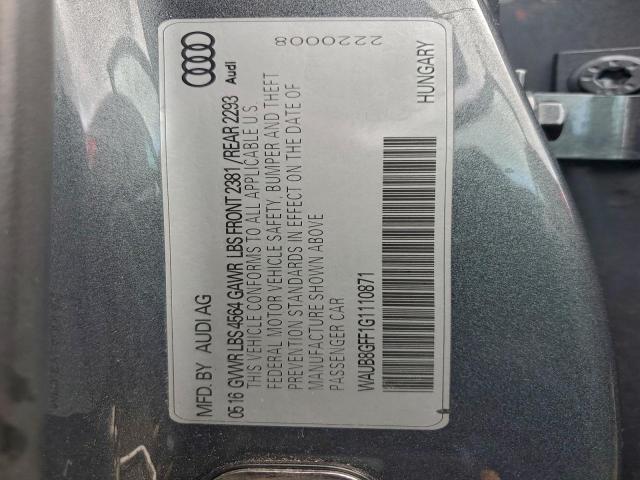 MFD. BY AUDI AG
0516 GVWR LBS 4564 GAWR LBS FRONT 2381 / REAR 2293
THIS VEHICLE CONFORMS TO ALL APPLICABLE U.S.
FEDERAL MOTOR VEHICLE SAFETY, BUMPER AND THEFT
PREVENTION STANDARDS IN EFFECT ON THE DATE OF
MANUFACTURE SHOWN ABOVE
PASSENGER CAR
WAUB8GFF1G1110871
Audi
2220008
HUNGARY